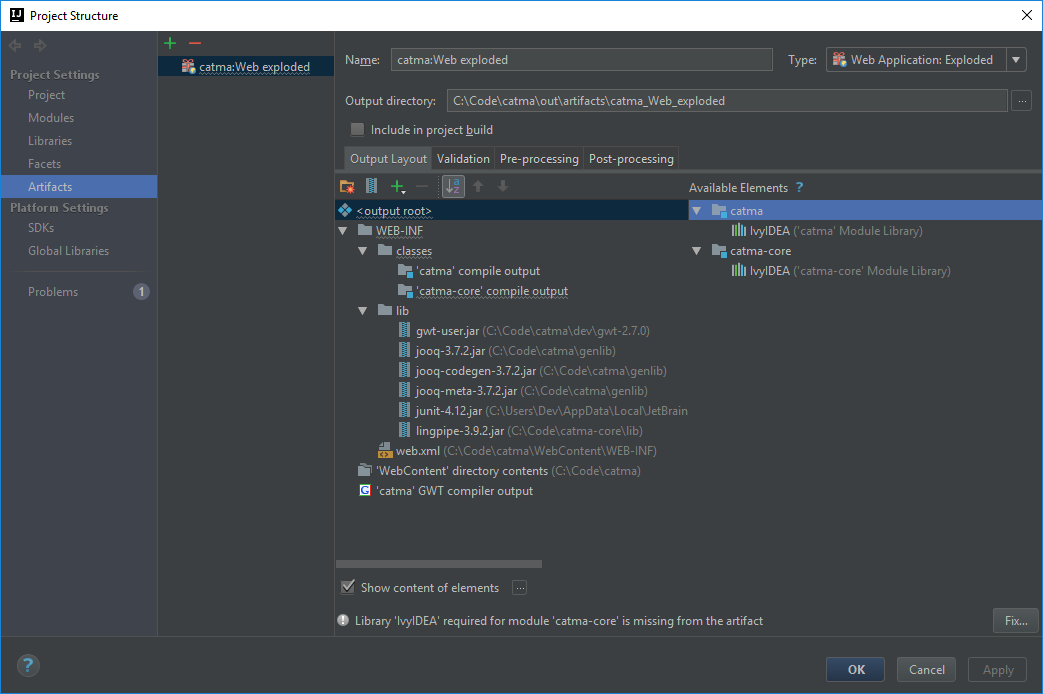 Project Structure
Project Settings
Project
Modules
Libraries
Facets
Artifacts
Platform Settings
SDKs
Global Libraries
Problems 1
catma:Web exploded
Name: catma:Web exploded Type: Web Application: Exploded
Output directory: C:\Code\catma\out\artifacts\catma_Web_exploded ...
Include in project build
Output Layout Validation Pre-processing Post-processing
Available Elements ?
<output root>
WEB-INF
classes
'catma' compile output
'catma-core' compile output
lib
gwt-user.jar (C:\Code\catma\dev\gwt-2.7.0)
jooq-3.7.2.jar (C:\Code\catma\genlib)
jooq-codegen-3.7.2.jar (C:\Code\catma\genlib)
jooq-meta-3.7.2.jar (C:\Code\catma\genlib)
junit-4.12.jar (C:\Users\Dev\AppData\Local\JetBrain
lingpipe-3.9.2.jar (C:\Code\catma-core\lib)
web.xml (C:\Code\catma\WebContent\WEB-INF)
'WebContent' directory contents (C:\Code\catma)
'catma' GWT compiler output
catma
IvyIDEA ('catma' Module Library)
catma-core
IvyIDEA ('catma-core' Module Library)
Show content of elements ...
Library 'IvyIDEA' required for module 'catma-core' is missing from the artifact Fix...
? OK Cancel Apply